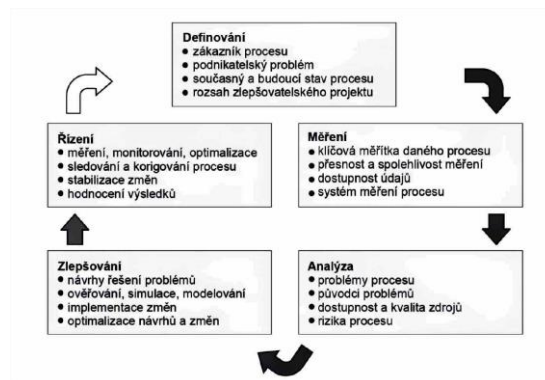 Definování
• zákazník procesu
• podnikatelský problém
• současný a budoucí stav procesu
• rozsah zlepšovatelského projektu
Měření
• klíčová měřítka daného procesu
• přesnost a spolehlivost měření
• dostupnost údajů
• systém měření procesu
Analýza
• problémy procesu
• původci problémů
• dostupnost a kvalita zdrojů
• rizika procesu
Zlepšování
• návrhy řešení problémů
• ověřování, simulace, modelování
• implementace změn
• optimalizace návrhů a změn
Řízení
• měření, monitorování, optimalizace
• sledování a korigování procesu
• stabilizace změn
• hodnocení výsledků